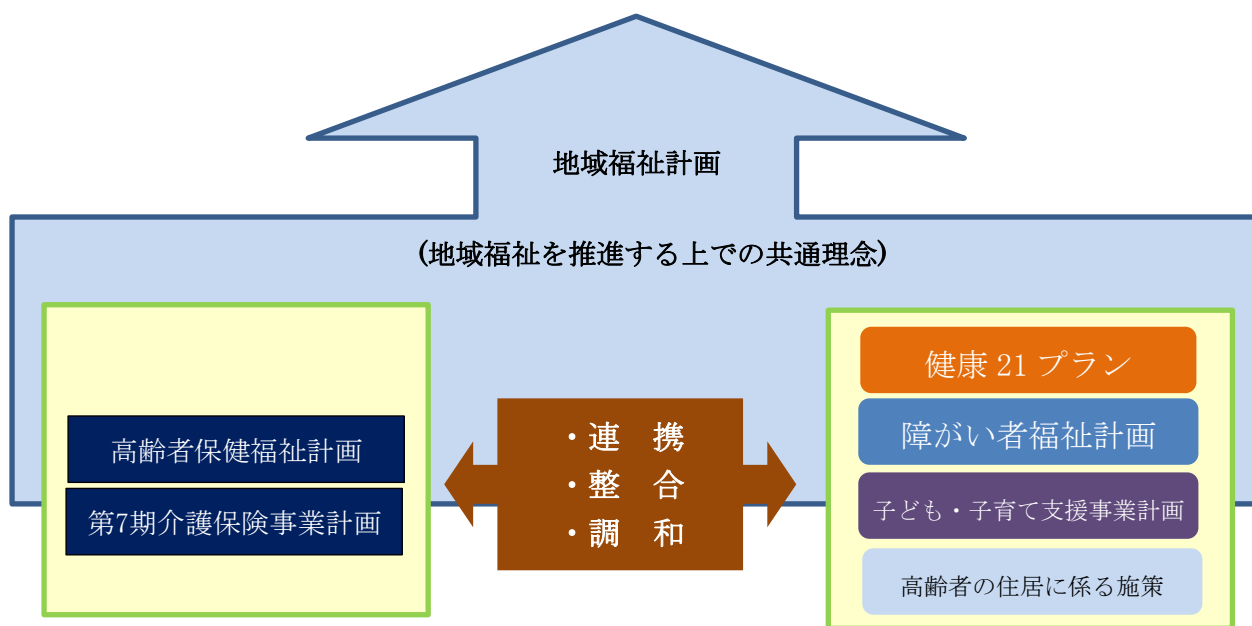 地域福祉計画
(地域福祉を推進する上での共通理念)
高齢者保健福祉計画
第7期介護保険事業計画
・連　携
・整　合
・調　和
健康 21 プラン
障がい者福祉計画
子ども・子育て支援事業計画
高齢者の住居に係る施策